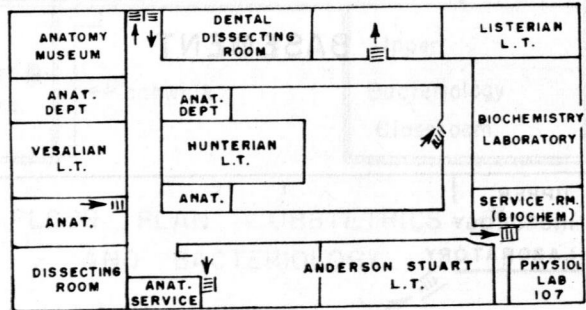 ANATOMY
MUSEUM
DENTAL
DISSECTING
ROOM
LISTERIAN
L.T.
ANAT.
DEPT
ANAT.
DEPT
VESALIAN
L.T.
HUNTERIAN
L.T.
BIOCHEMISTRY
LABORATORY
ANAT.
ANAT.
SERVICE . RM.
(BIOCHEM)
DISSECTING
ROOM
ANAT.
SERVICE
ANDERSON STUART
L.T.
PHYSIOL
LAB
107